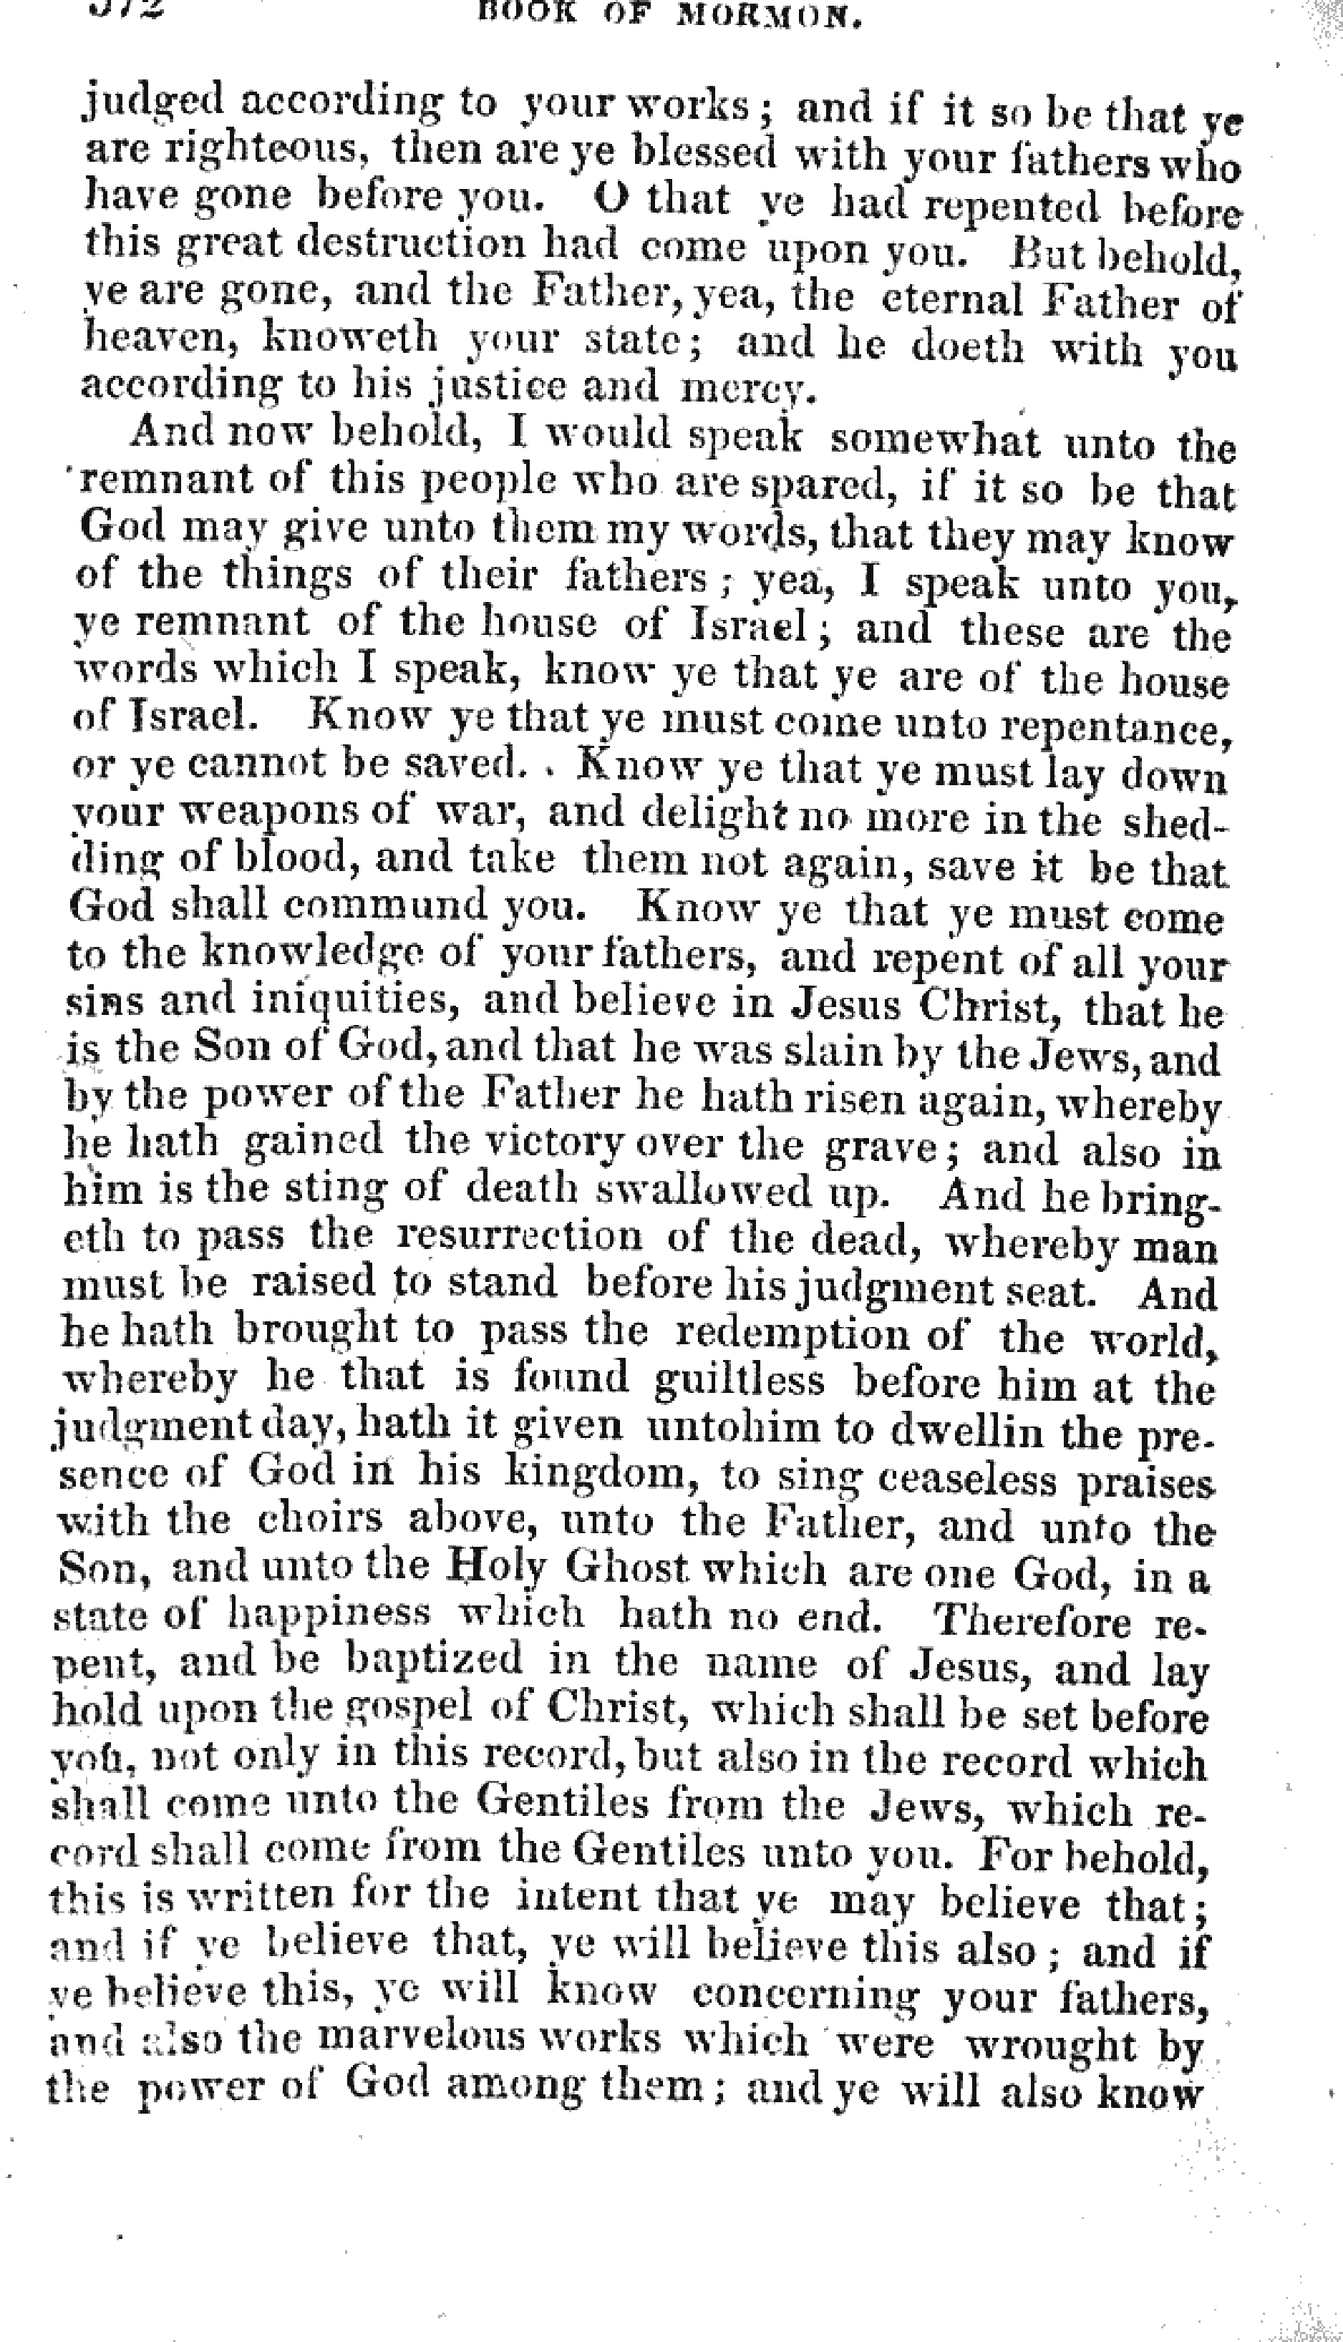 572 BOOK OF MORMON.
judged according to your works; and if it so be that ye
are righteous, then are ye blessed with your fathers who
have gone before you. O that ye had repented before
this great destruction had come upon you. But behold,
ye are gone, and the Father, yea, the eternal Father of
heaven, knoweth your state; and he doeth with you
according to his justice and mercy.
And now behold, I would speak somewhat unto the
remnant of this people who are spared, if it so be that
God may give unto them my words, that they may know
of the things of their fathers; yea, I speak unto you,
ye remnant of the house of Israel; and these are the
words which I speak, know ye that ye are of the house
of Israel. Know ye that ye must come unto repentance,
or ye cannot be saved. Know ye that ye must lay down
your weapons of war, and delight no more in the shed-
ding of blood, and take them not again, save it be that
God shall commund you. Know ye that ye must come
to the knowledge of your fathers, and repent of all your
sins and iniquities, and believe in Jesus Christ, that he
is the Son of God, and that he was slain by the Jews, and
by the power of the Father he hath risen again, whereby
he hath gained the victory over the grave; and also in
him is the sting of death swallowed up. And he bring-
eth to pass the resurrection of the dead, whereby man
must be raised to stand before his judgment seat. And
he hath brought to pass the redemption of the world,
whereby he that is found guiltless before him at the
judgment day, hath it given untohim to dwellin the pre-
sence of God in his kingdom, to sing ceaseless praises
with the choirs above, unto the Father, and unto the
Son, and unto the Holy Ghost which are one God, in a
state of happiness which hath no end. Therefore re-
pent, and be baptized in the name of Jesus, and lay
hold upon the gospel of Christ, which shall be set before
you, not only in this record, but also in the record which
shall come unto the Gentiles from the Jews, which re-
cord shall come from the Gentiles unto you. For behold,
this is written for the intent that ye may believe that;
and if ye believe that, ye will believe this also; and if
ye believe this, ye will know concerning your fathers,
and also the marvelous works which were wrought by
the power of God among them; and ye will also know